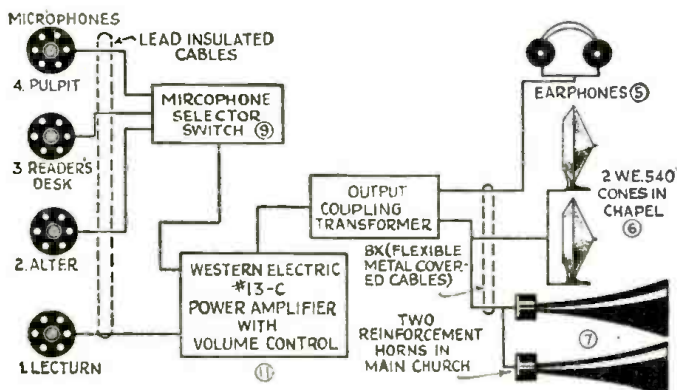 MICROPHONES
LEAD INSULATED
CABLES
4. PULPIT
MIRCOPHONE
SELECTOR
SWITCH 9
3 READER'S
DESK
2. ALTER
1. LECTURN
WESTERN ELECTRIC
#13-C
POWER AMPLIFIER
WITH
VOLUME CONTROL
11
OUTPUT
COUPLING
TRANSFORMER
EARPHONES 5
2 W.E. 540
CONES IN
CHAPEL
6
BX (FLEXIBLE
METAL COVER-
ED CABLES)
TWO
REINFORCEMENT
HORNS IN
MAIN CHURCH
7